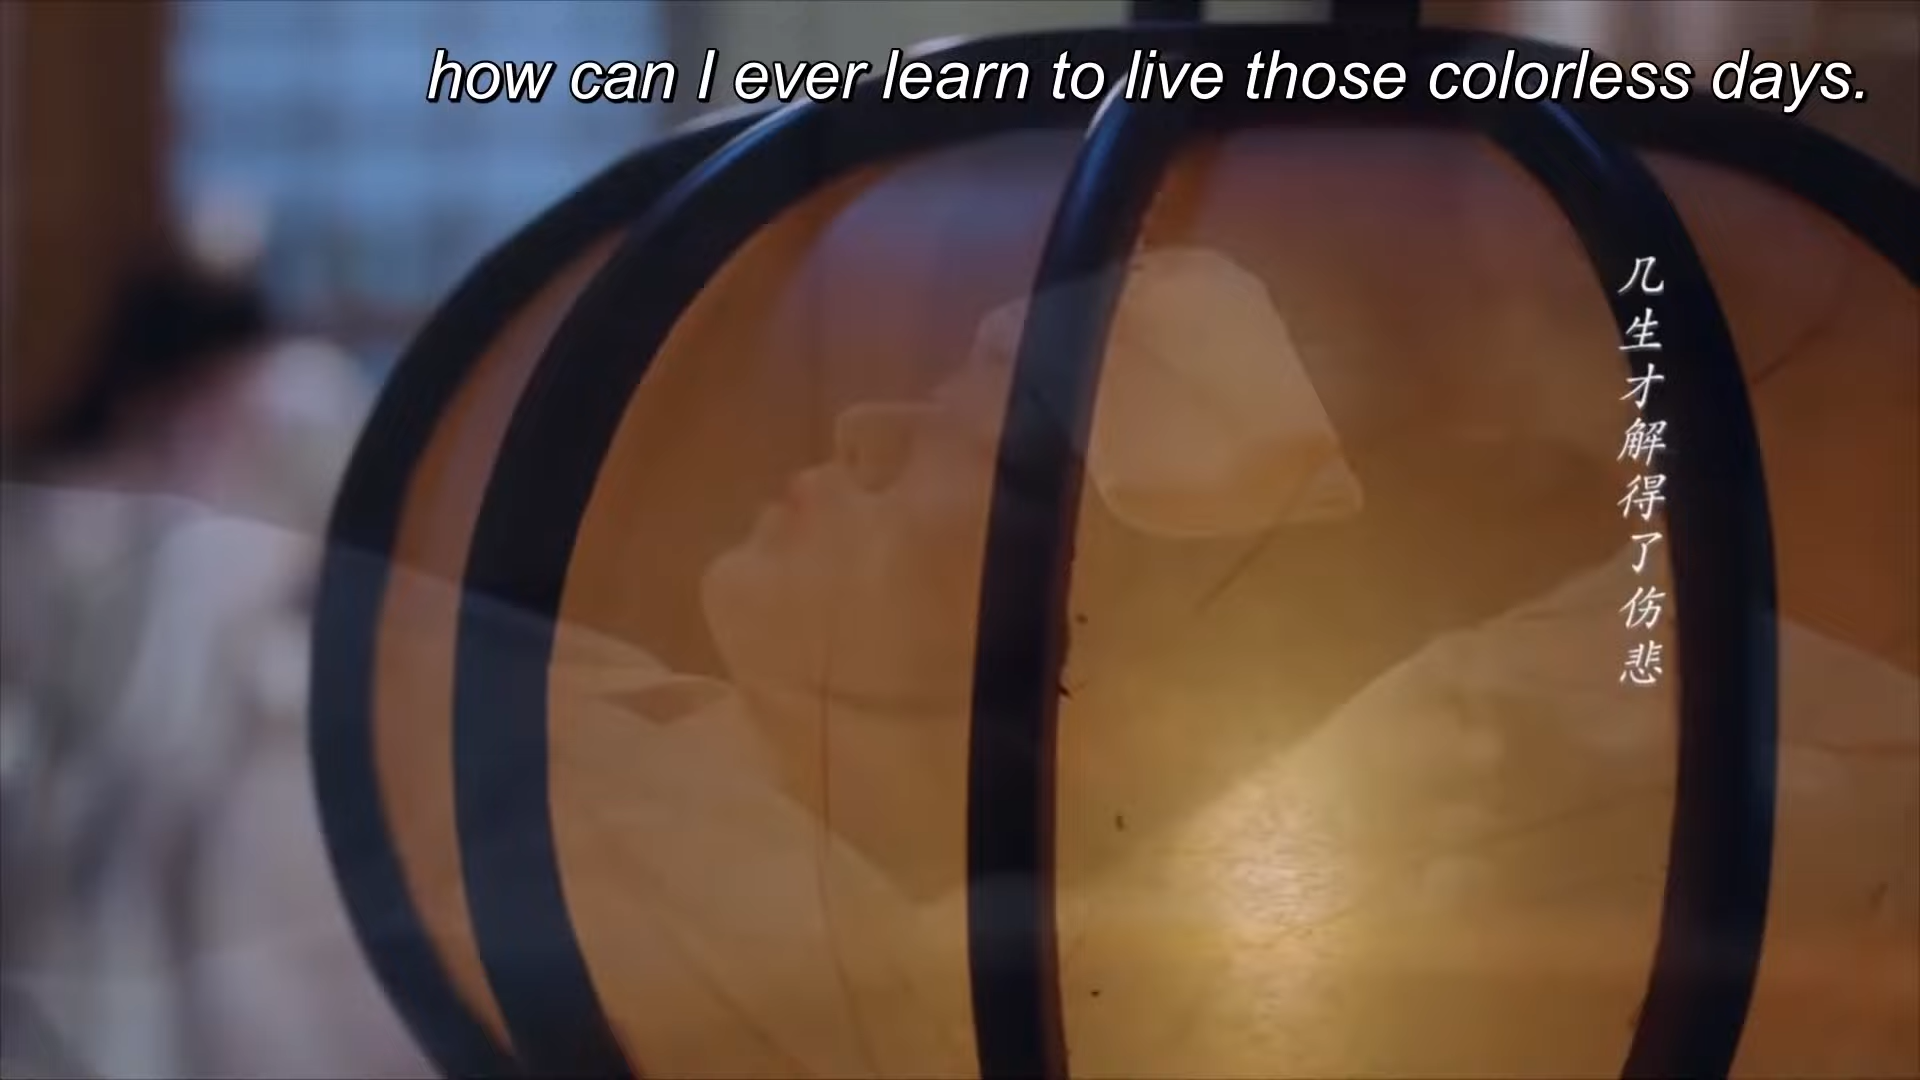 how can I ever learn to live those colorless days.
几生才解得了伤悲